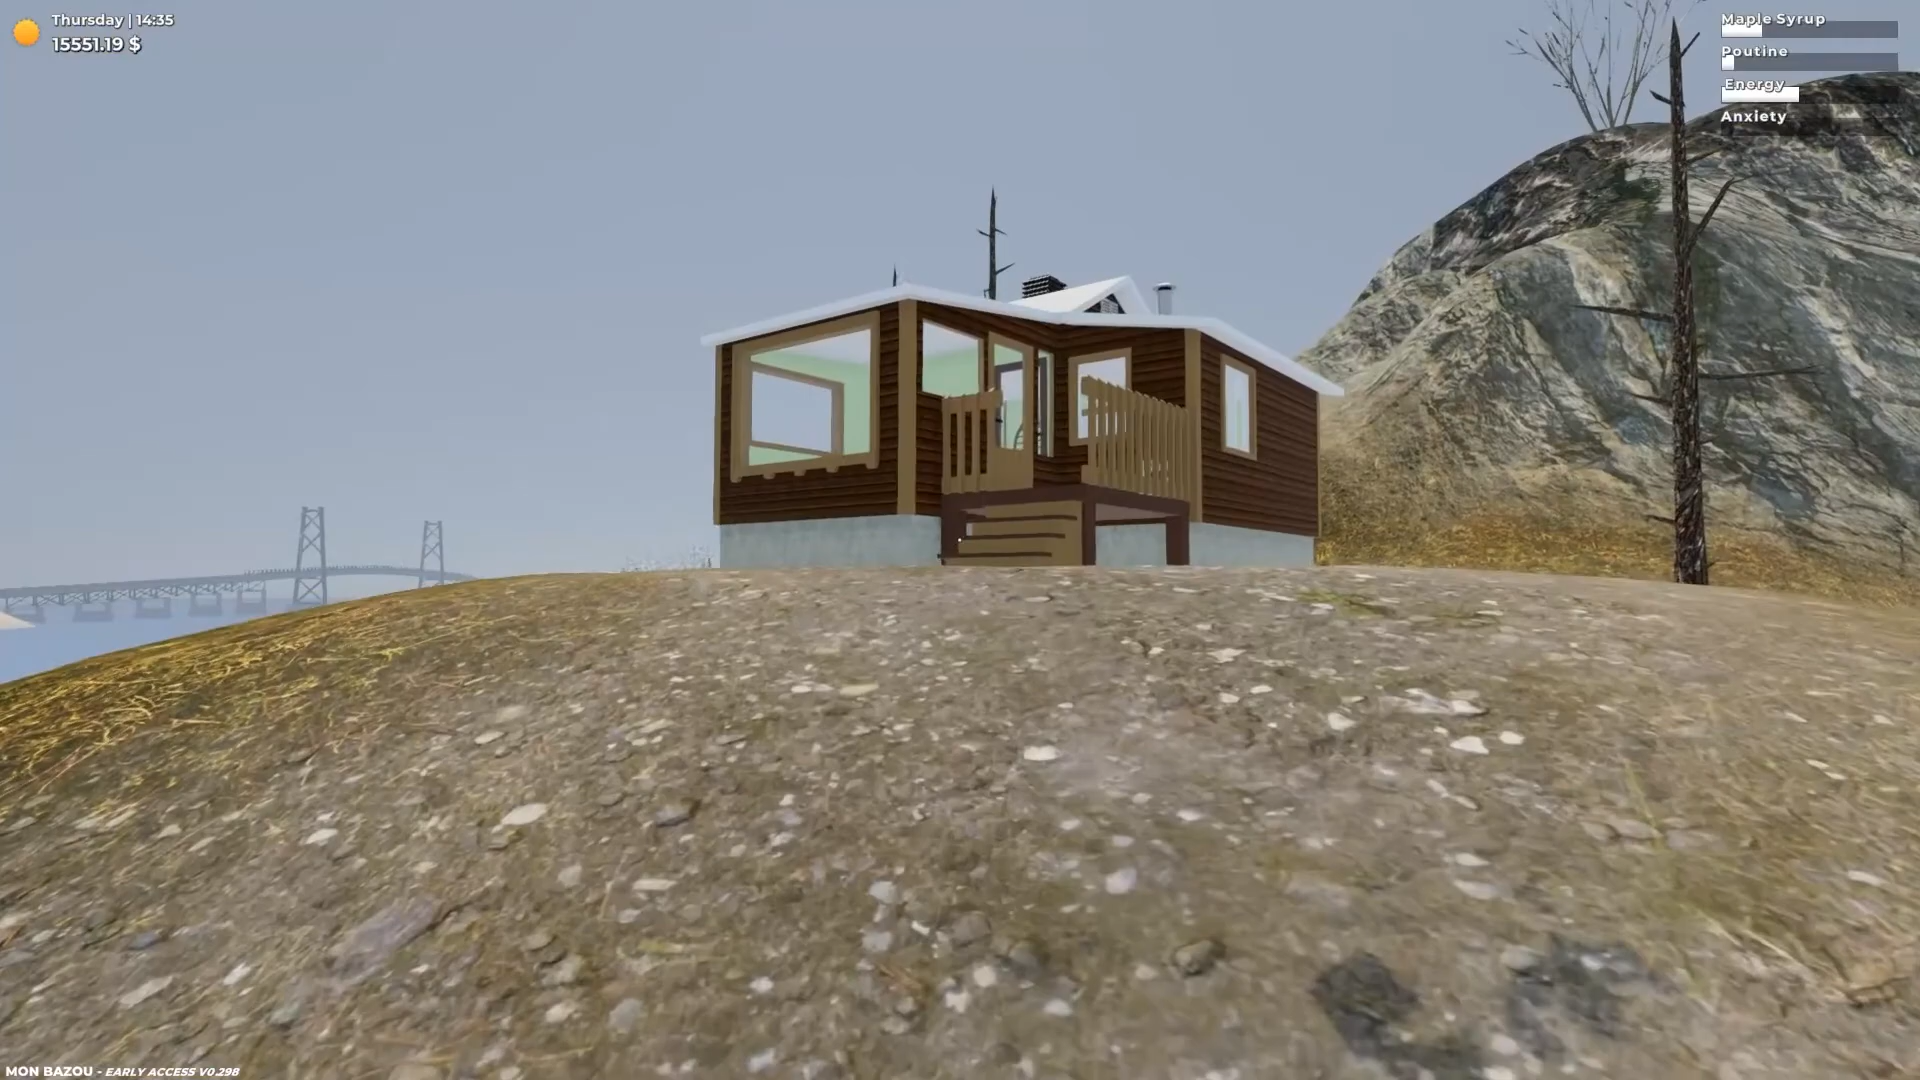 Thursday | 14:35
15551.19 $
Maple Syrup
Poutine
Energy
Anxiety
MON BAZOU - EARLY ACCESS V0.298